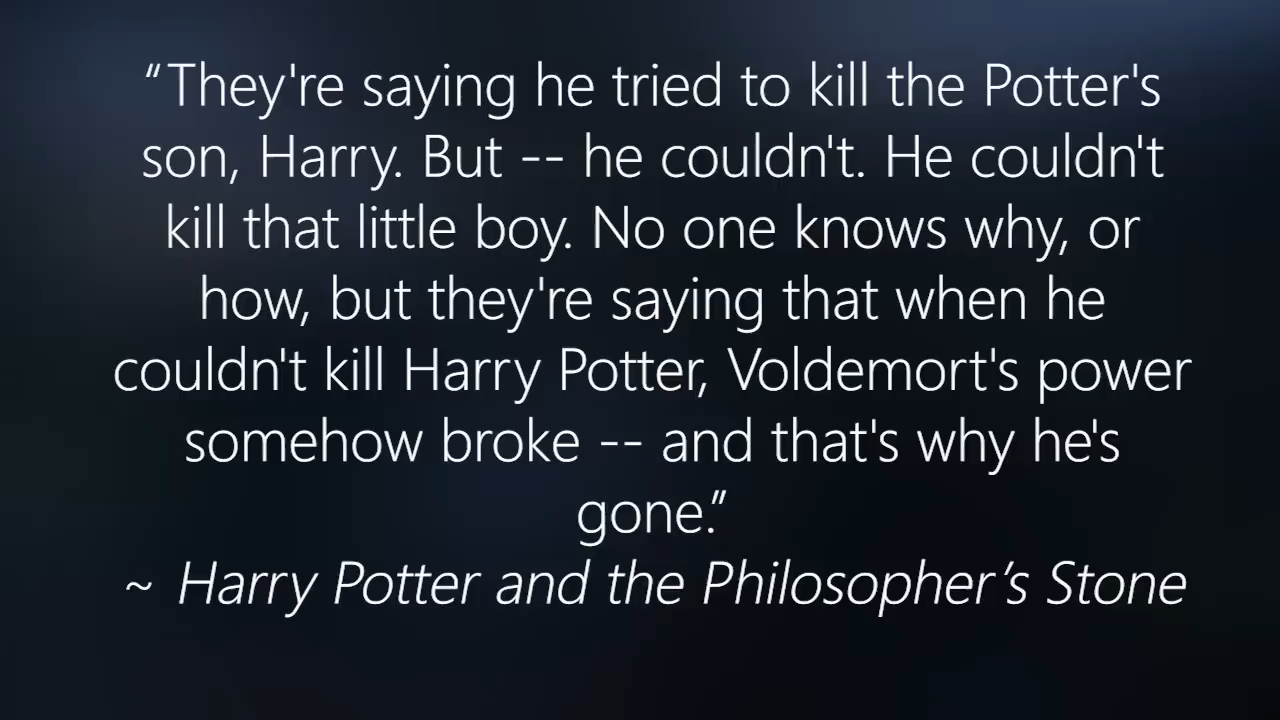 “They're saying he tried to kill the Potter's
son, Harry. But -- he couldn't. He couldn't
kill that little boy. No one knows why, or
how, but they're saying that when he
couldn't kill Harry Potter, Voldemort's power
somehow broke -- and that's why he's
gone.”
~ Harry Potter and the Philosopher’s Stone